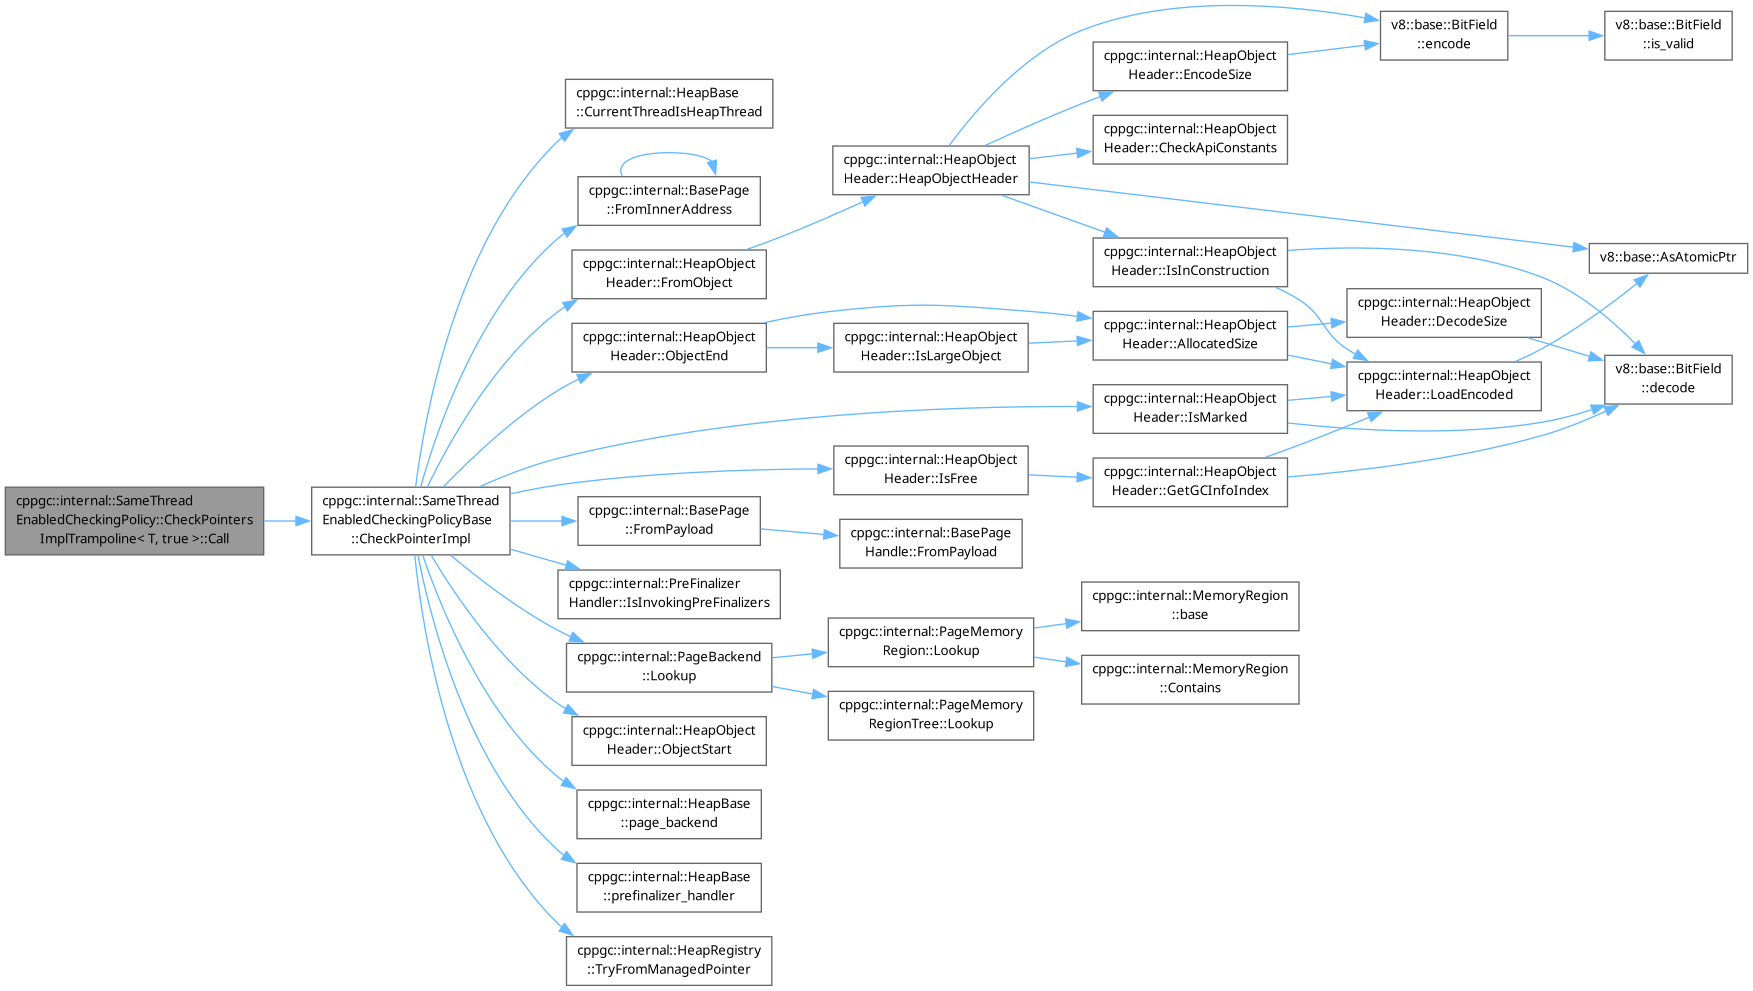 cppgc::internal::SameThread
EnabledCheckingPolicy::CheckPointers
ImplTrampoline< T, true >::Call
cppgc::internal::SameThread
EnabledCheckingPolicyBase
::CheckPointerImpl
cppgc::internal::HeapBase
::CurrentThreadIsHeapThread
cppgc::internal::BasePage
::FromInnerAddress
cppgc::internal::HeapObject
Header::FromObject
cppgc::internal::HeapObject
Header::ObjectEnd
cppgc::internal::BasePage
::FromPayload
cppgc::internal::PreFinalizer
Handler::IsInvokingPreFinalizers
cppgc::internal::PageBackend
::Lookup
cppgc::internal::HeapObject
Header::ObjectStart
cppgc::internal::HeapBase
::page_backend
cppgc::internal::HeapBase
::prefinalizer_handler
cppgc::internal::HeapRegistry
::TryFromManagedPointer
cppgc::internal::HeapObject
Header::HeapObjectHeader
cppgc::internal::HeapObject
Header::IsLargeObject
cppgc::internal::HeapObject
Header::IsFree
cppgc::internal::BasePage
Handle::FromPayload
cppgc::internal::PageMemory
Region::Lookup
cppgc::internal::PageMemory
RegionTree::Lookup
cppgc::internal::HeapObject
Header::EncodeSize
cppgc::internal::HeapObject
Header::CheckApiConstants
cppgc::internal::HeapObject
Header::IsInConstruction
cppgc::internal::HeapObject
Header::AllocatedSize
cppgc::internal::HeapObject
Header::IsMarked
cppgc::internal::HeapObject
Header::GetGCInfoIndex
cppgc::internal::MemoryRegion
::base
cppgc::internal::MemoryRegion
::Contains
v8::base::BitField
::encode
cppgc::internal::HeapObject
Header::DecodeSize
cppgc::internal::HeapObject
Header::LoadEncoded
v8::base::BitField
::is_valid
v8::base::AsAtomicPtr
v8::base::BitField
::decode